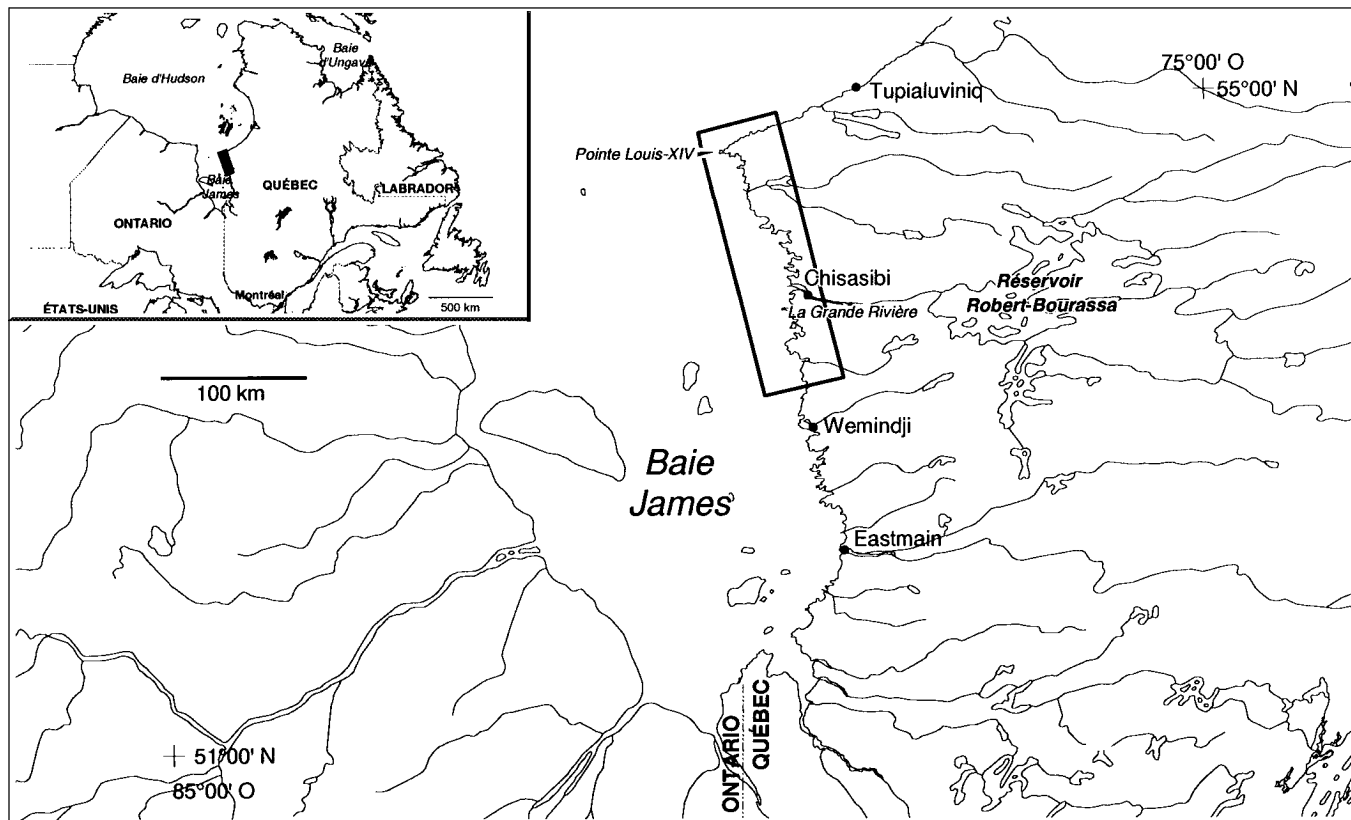 Baie d'Hudson
Baie
d'Ungava
Baie
James
QUÉBEC
LABRADOR
ONTARIO
Montréal
ÉTATS-UNIS
500 km
75°00' O
55°00' N
Tupialuviniq
Pointe Louis-XIV
Chisasibi
La Grande Rivière
Réservoir
Robert-Bourassa
100 km
Wemindji
Baie
James
Eastmain
ONTARIO
QUÉBEC
51°00' N
85°00' O